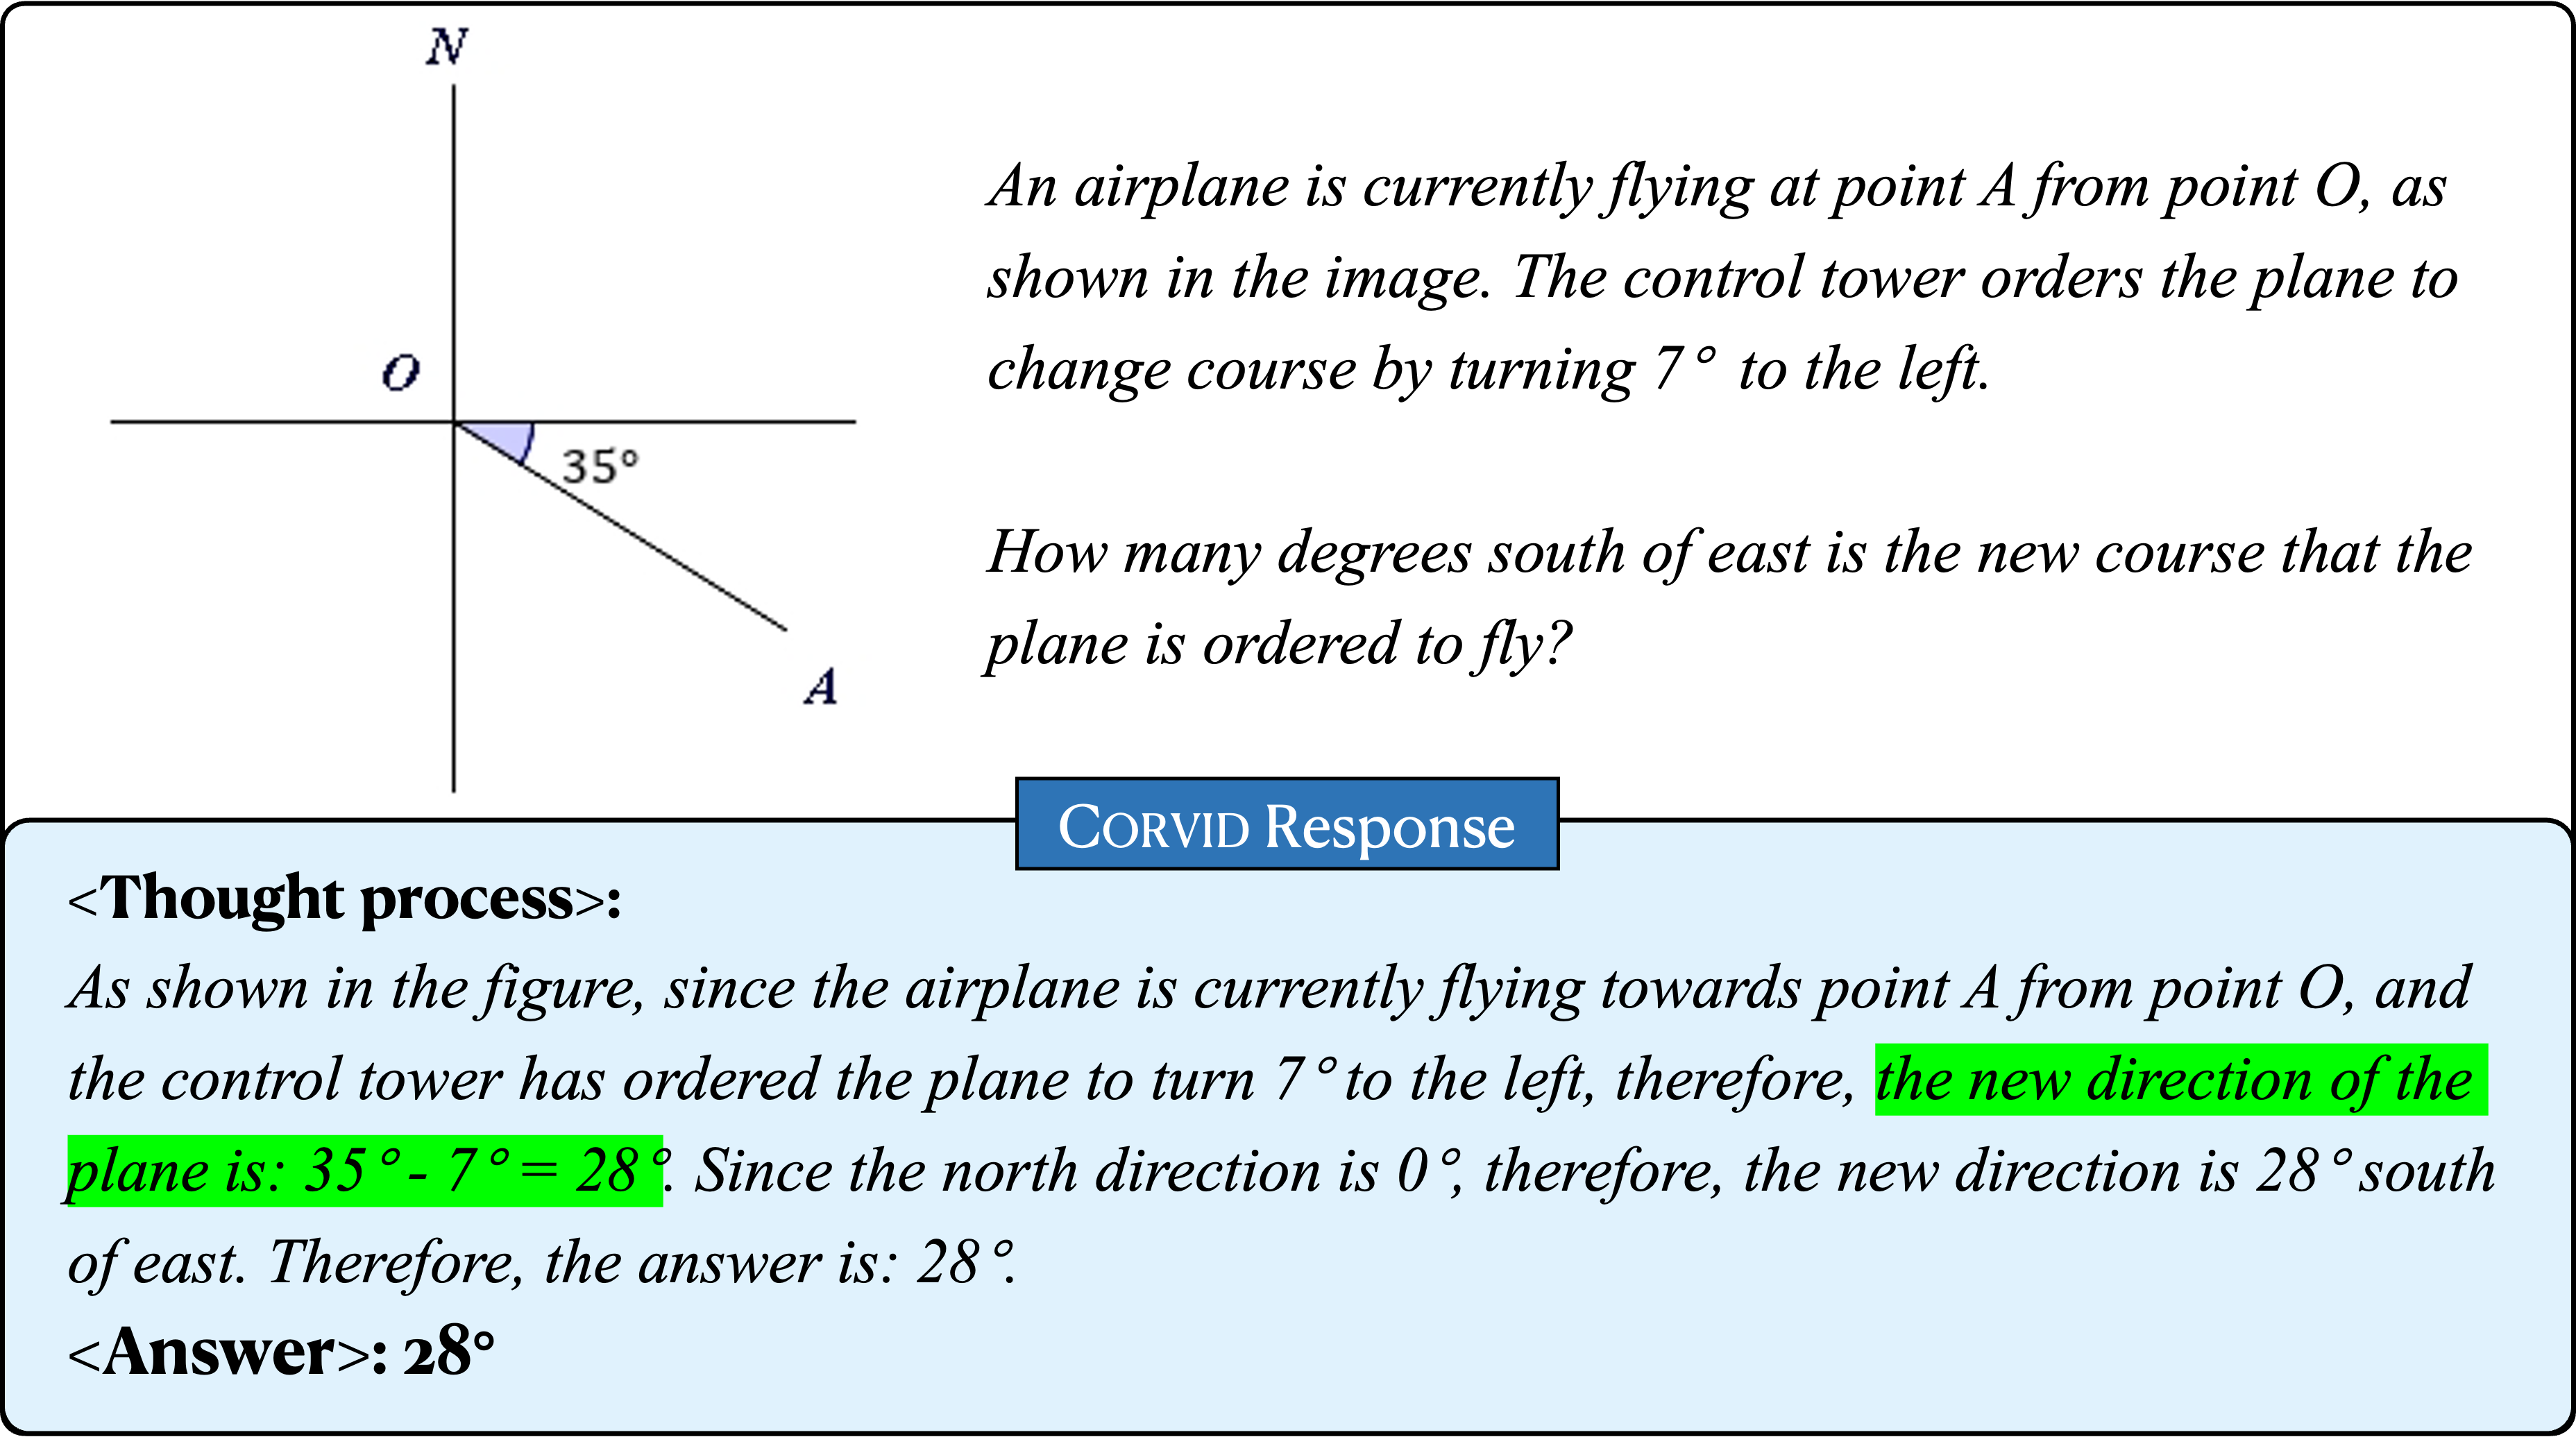 N
O
35°
A
An airplane is currently flying at point A from point O, as
shown in the image. The control tower orders the plane to
change course by turning 7° to the left.
How many degrees south of east is the new course that the
plane is ordered to fly?
CORVID Response
<Thought process>:
As shown in the figure, since the airplane is currently flying towards point A from point O, and
the control tower has ordered the plane to turn 7° to the left, therefore, the new direction of the
plane is: 35° - 7° = 28°. Since the north direction is 0°, therefore, the new direction is 28° south
of east. Therefore, the answer is: 28°.
<Answer>: 28°